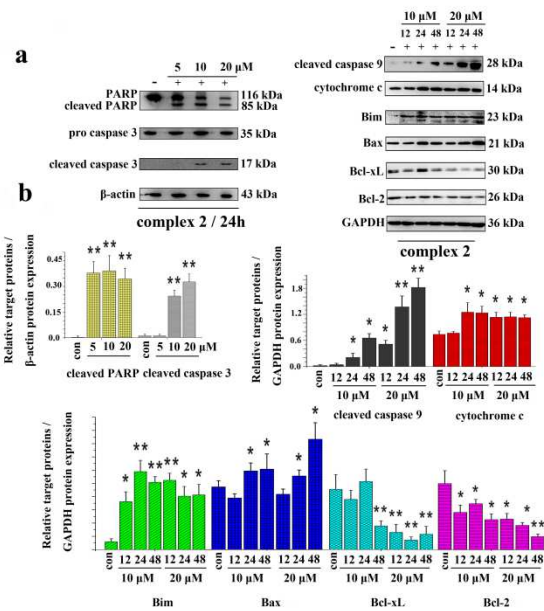 a
5 10 20 μM
- + + +
PARP 116 kDa
cleaved PARP 85 kDa
pro caspase 3 35 kDa
cleaved caspase 3 17 kDa
β-actin 43 kDa
complex 2 / 24h
10 μM 20 μM
12 24 48 12 24 48
- + + + + + +
cleaved caspase 9 28 kDa
cytochrome c 14 kDa
Bim 23 kDa
Bax 21 kDa
Bcl-xL 30 kDa
Bcl-2 26 kDa
GAPDH 36 kDa
complex 2
b
Relative target proteins /
β-actin protein expression
0.45
0.30
0.15
0.0
** ** ** ** **
con 5 10 20 5 10 20 μM
cleaved PARP cleaved caspase 3
Relative target proteins /
GAPDH protein expression
1.8
1.2
0.6
0.0
* * * ** ** * * * * *
con 12 24 48 12 24 48 con 12 24 48 12 24 48
10 μM 20 μM 10 μM 20 μM
cleaved caspase 9 cytochrome c
Relative target proteins /
GAPDH protein expression
* ** ** ** * * * * * * ** ** ** ** * * * * * **
con 12 24 48 12 24 48 con 12 24 48 12 24 48 con 12 24 48 12 24 48 con 12 24 48 12 24 48
10 μM 20 μM 10 μM 20 μM 10 μM 20 μM 10 μM 20 μM
Bim Bax Bcl-xL Bcl-2